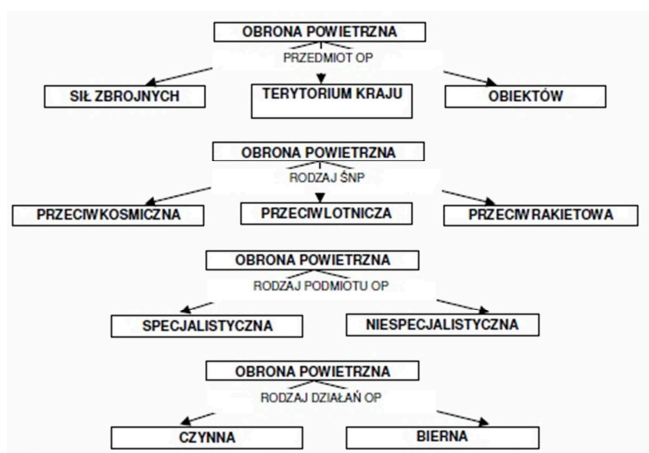 OBRONA POWIETRZNA
PRZEDMIOT OP
SIŁ ZBROJNYCH
TERYTORIUM KRAJU
OBIEKTÓW
OBRONA POWIETRZNA
RODZAJ ŚNP
PRZECIWKOSMICZNA
PRZECIWLOTNICZA
PRZECIWRAKIETOWA
OBRONA POWIETRZNA
RODZAJ PODMIOTU OP
SPECJALISTYCZNA
NIESPECJALISTYCZNA
OBRONA POWIETRZNA
RODZAJ DZIAŁAŃ OP
CZYNNA
BIERNA